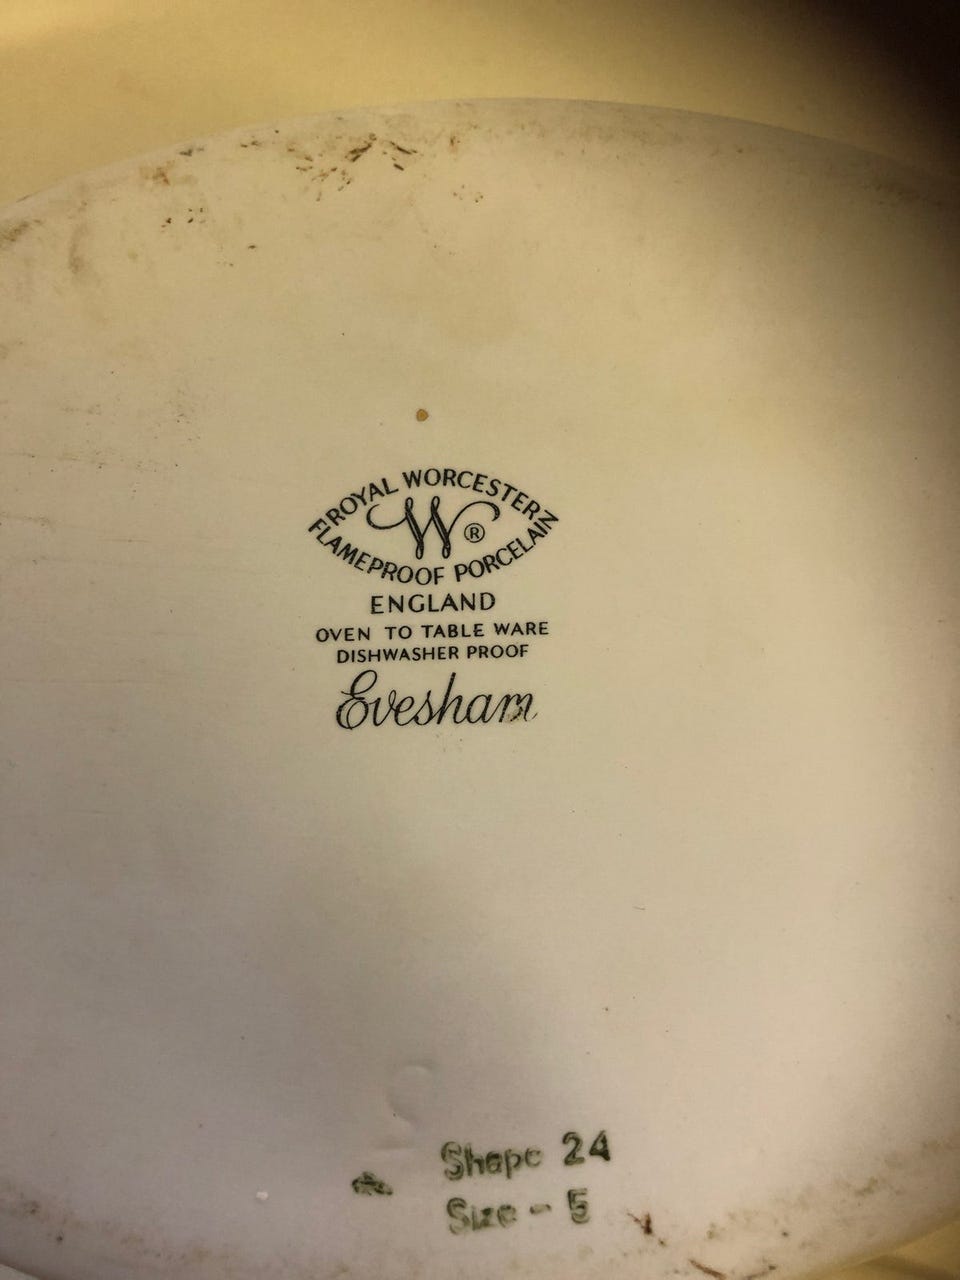 ROYAL WORCESTER
W ®
FLAMEPROOF PORCELAIN
ENGLAND
OVEN TO TABLE WARE
DISHWASHER PROOF
Evesham
Shape 24
Size - 5